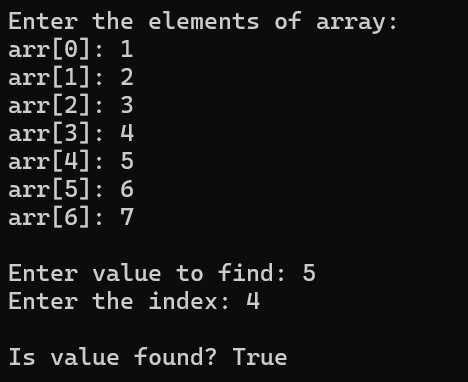 Enter the elements of array:
arr[0]: 1
arr[1]: 2
arr[2]: 3
arr[3]: 4
arr[4]: 5
arr[5]: 6
arr[6]: 7
Enter value to find: 5
Enter the index: 4
Is value found? True